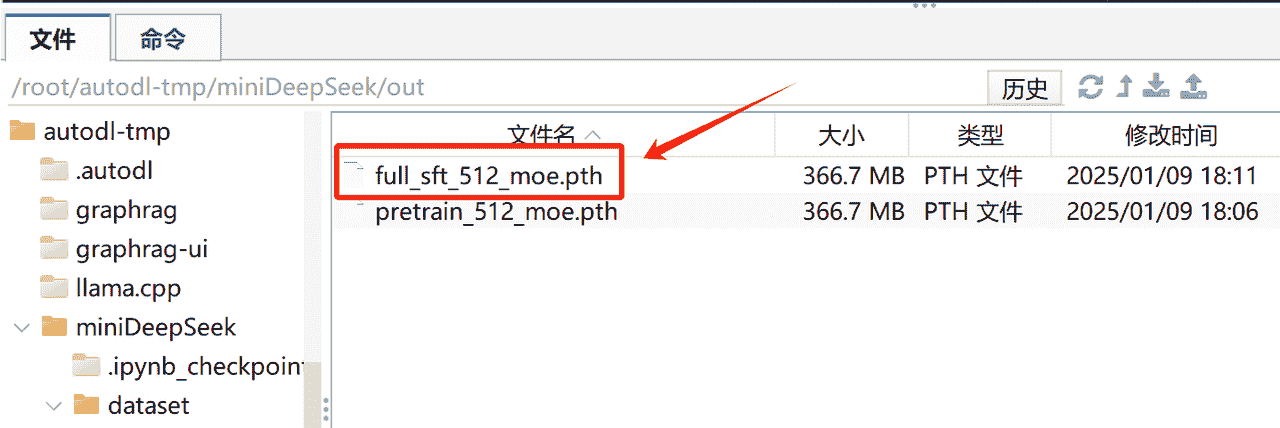 文件 命令
/root/autodl-tmp/miniDeepSeek/out 历史
autodl-tmp
.autodl
graphrag
graphrag-ui
llama.cpp
miniDeepSeek
.ipynb_checkpoint
dataset
文件名 大小 类型 修改时间
full_sft_512_moe.pth 366.7 MB PTH 文件 2025/01/09 18:11
pretrain_512_moe.pth 366.7 MB PTH 文件 2025/01/09 18:06